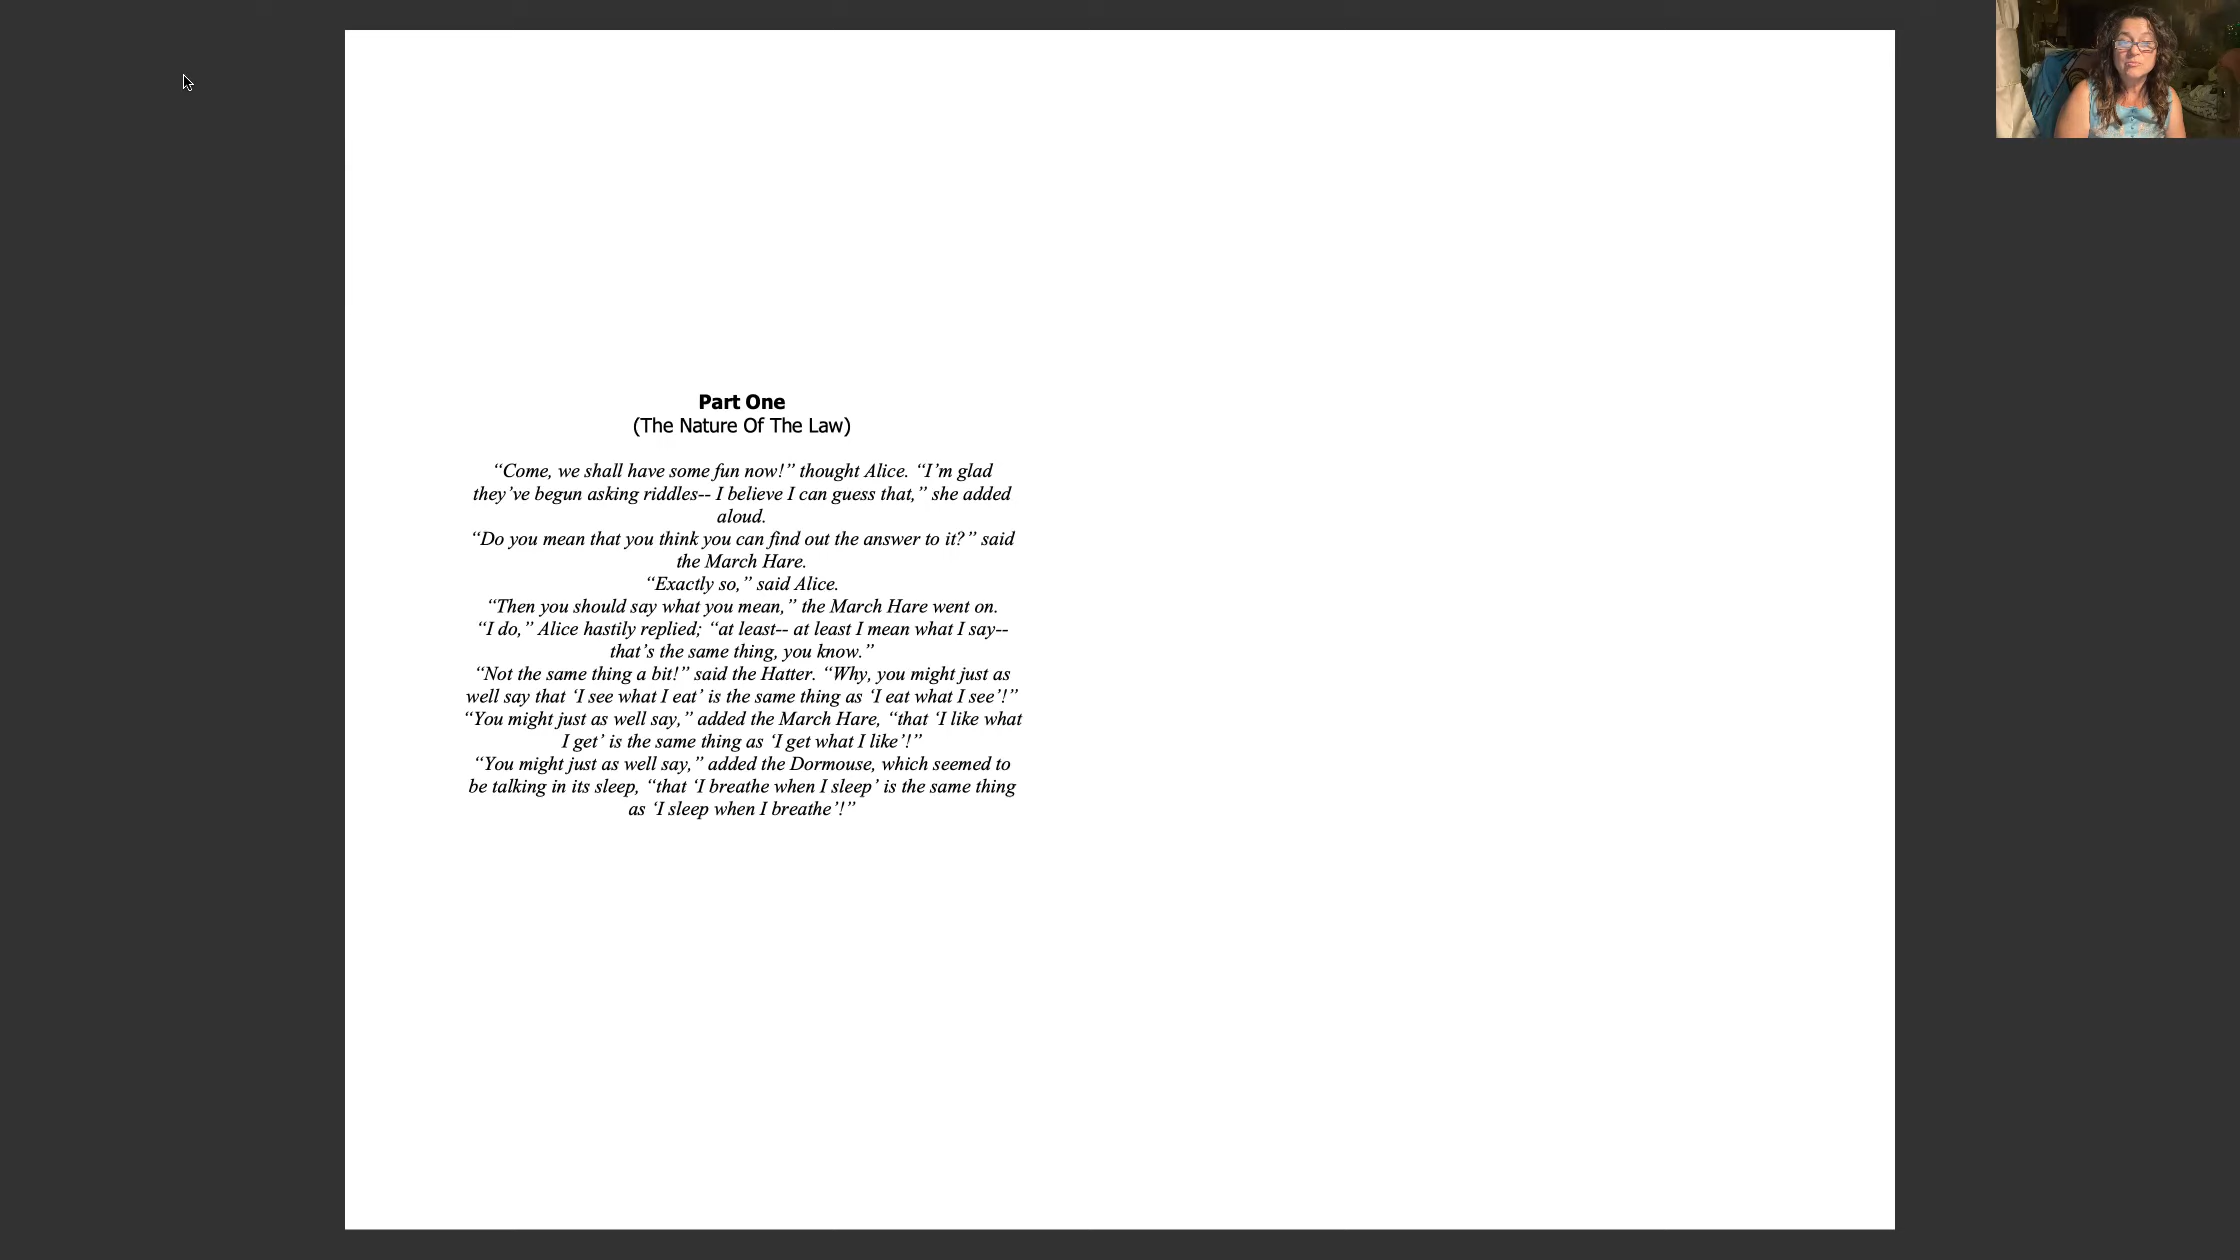 Part One
(The Nature Of The Law)
“Come, we shall have some fun now!” thought Alice. “I’m glad
they’ve begun asking riddles-- I believe I can guess that,” she added
aloud.
“Do you mean that you think you can find out the answer to it?” said
the March Hare.
“Exactly so,” said Alice.
“Then you should say what you mean,” the March Hare went on.
“I do,” Alice hastily replied; “at least-- at least I mean what I say--
that’s the same thing, you know.”
“Not the same thing a bit!” said the Hatter. “Why, you might just as
well say that ‘I see what I eat’ is the same thing as ‘I eat what I see’!”
“You might just as well say,” added the March Hare, “that ‘I like what
I get’ is the same thing as ‘I get what I like’!”
“You might just as well say,” added the Dormouse, which seemed to
be talking in its sleep, “that ‘I breathe when I sleep’ is the same thing
as ‘I sleep when I breathe’!”